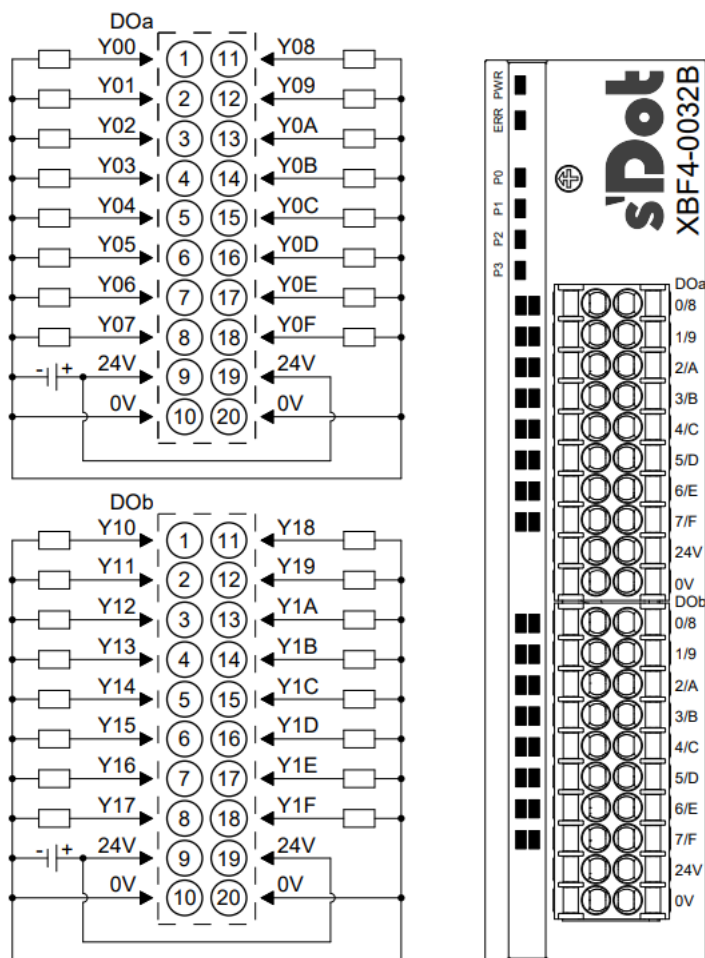 DOa
Y00 1 11 Y08
Y01 2 12 Y09
Y02 3 13 Y0A
Y03 4 14 Y0B
Y04 5 15 Y0C
Y05 6 16 Y0D
Y06 7 17 Y0E
Y07 8 18 Y0F
- + 24V 9 19 24V
0V 10 20 0V
DOb
Y10 1 11 Y18
Y11 2 12 Y19
Y12 3 13 Y1A
Y13 4 14 Y1B
Y14 5 15 Y1C
Y15 6 16 Y1D
Y16 7 17 Y1E
Y17 8 18 Y1F
- + 24V 9 19 24V
0V 10 20 0V
PWR
ERR
P0
P1
P2
P3
s'Dot
XBF4-0032B
DOa
0/8
1/9
2/A
3/B
4/C
5/D
6/E
7/F
24V
0V
DOb
0/8
1/9
2/A
3/B
4/C
5/D
6/E
7/F
24V
0V